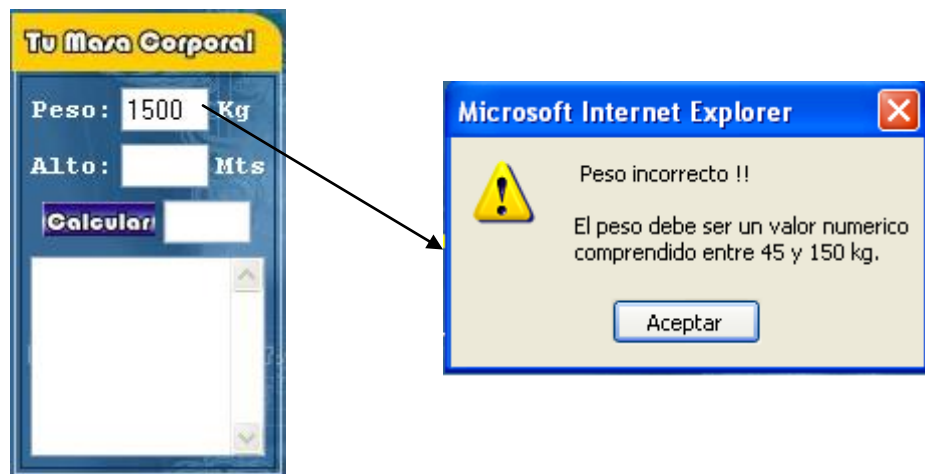 Tu Masa Corporal
Peso: 1500 Kg
Alto: Mts
Calcular
Microsoft Internet Explorer
Peso incorrecto !!
El peso debe ser un valor numerico
comprendido entre 45 y 150 kg.
Aceptar